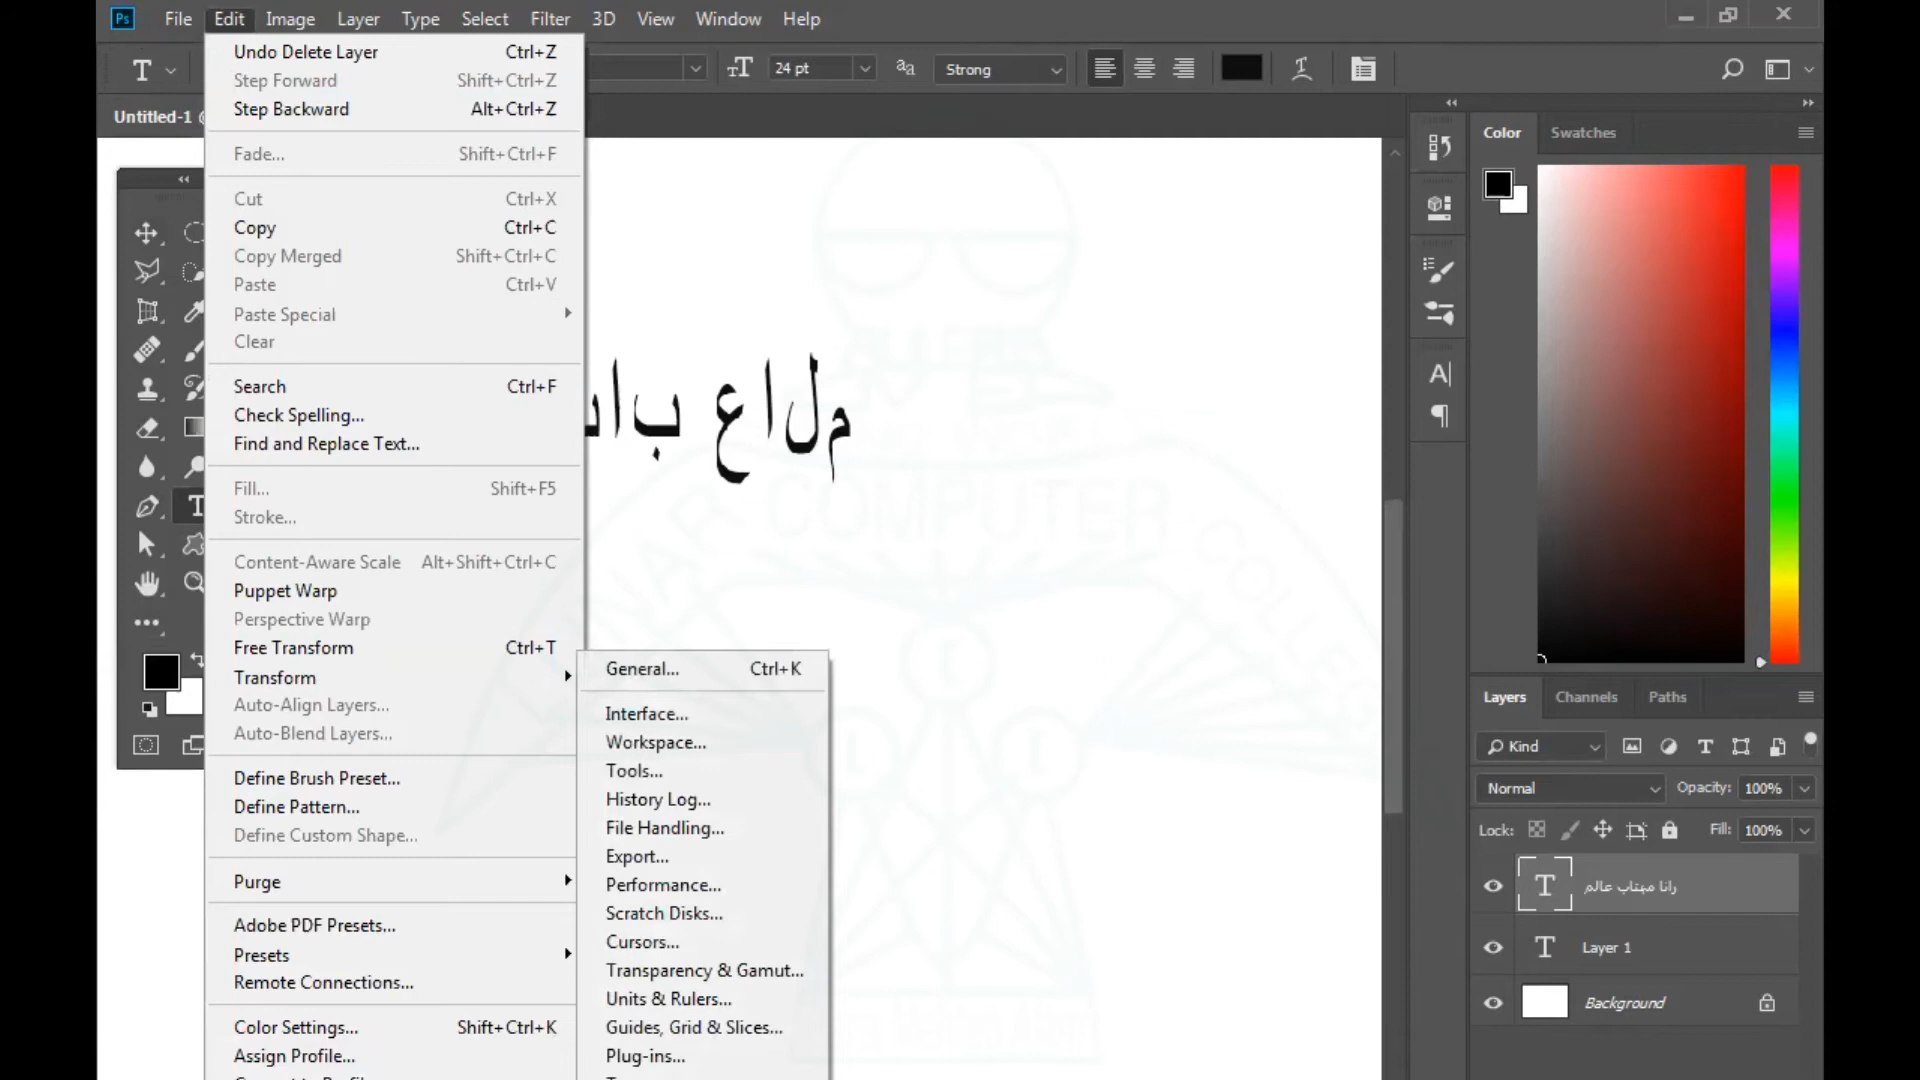 Ps File Edit Image Layer Type Select Filter 3D View Window Help
T 24 pt aa Strong
Untitled-1
Undo Delete Layer Ctrl+Z
Step Forward Shift+Ctrl+Z
Step Backward Alt+Ctrl+Z
Fade... Shift+Ctrl+F
Cut Ctrl+X
Copy Ctrl+C
Copy Merged Shift+Ctrl+C
Paste Ctrl+V
Paste Special
Clear
Search Ctrl+F
Check Spelling...
Find and Replace Text...
Fill... Shift+F5
Stroke...
Content-Aware Scale Alt+Shift+Ctrl+C
Puppet Warp
Perspective Warp
Free Transform Ctrl+T
Transform
Auto-Align Layers...
Auto-Blend Layers...
Define Brush Preset...
Define Pattern...
Define Custom Shape...
Purge
Adobe PDF Presets...
Presets
Remote Connections...
Color Settings... Shift+Ctrl+K
Assign Profile...
General... Ctrl+K
Interface...
Workspace...
Tools...
History Log...
File Handling...
Export...
Performance...
Scratch Disks...
Cursors...
Transparency & Gamut...
Units & Rulers...
Guides, Grid & Slices...
Plug-ins...
COMPUTER
COLLEGE
Color Swatches
Layers Channels Paths
Kind
Normal Opacity: 100%
Lock: Fill: 100%
رانا مہتاب عالم
Layer 1
Background